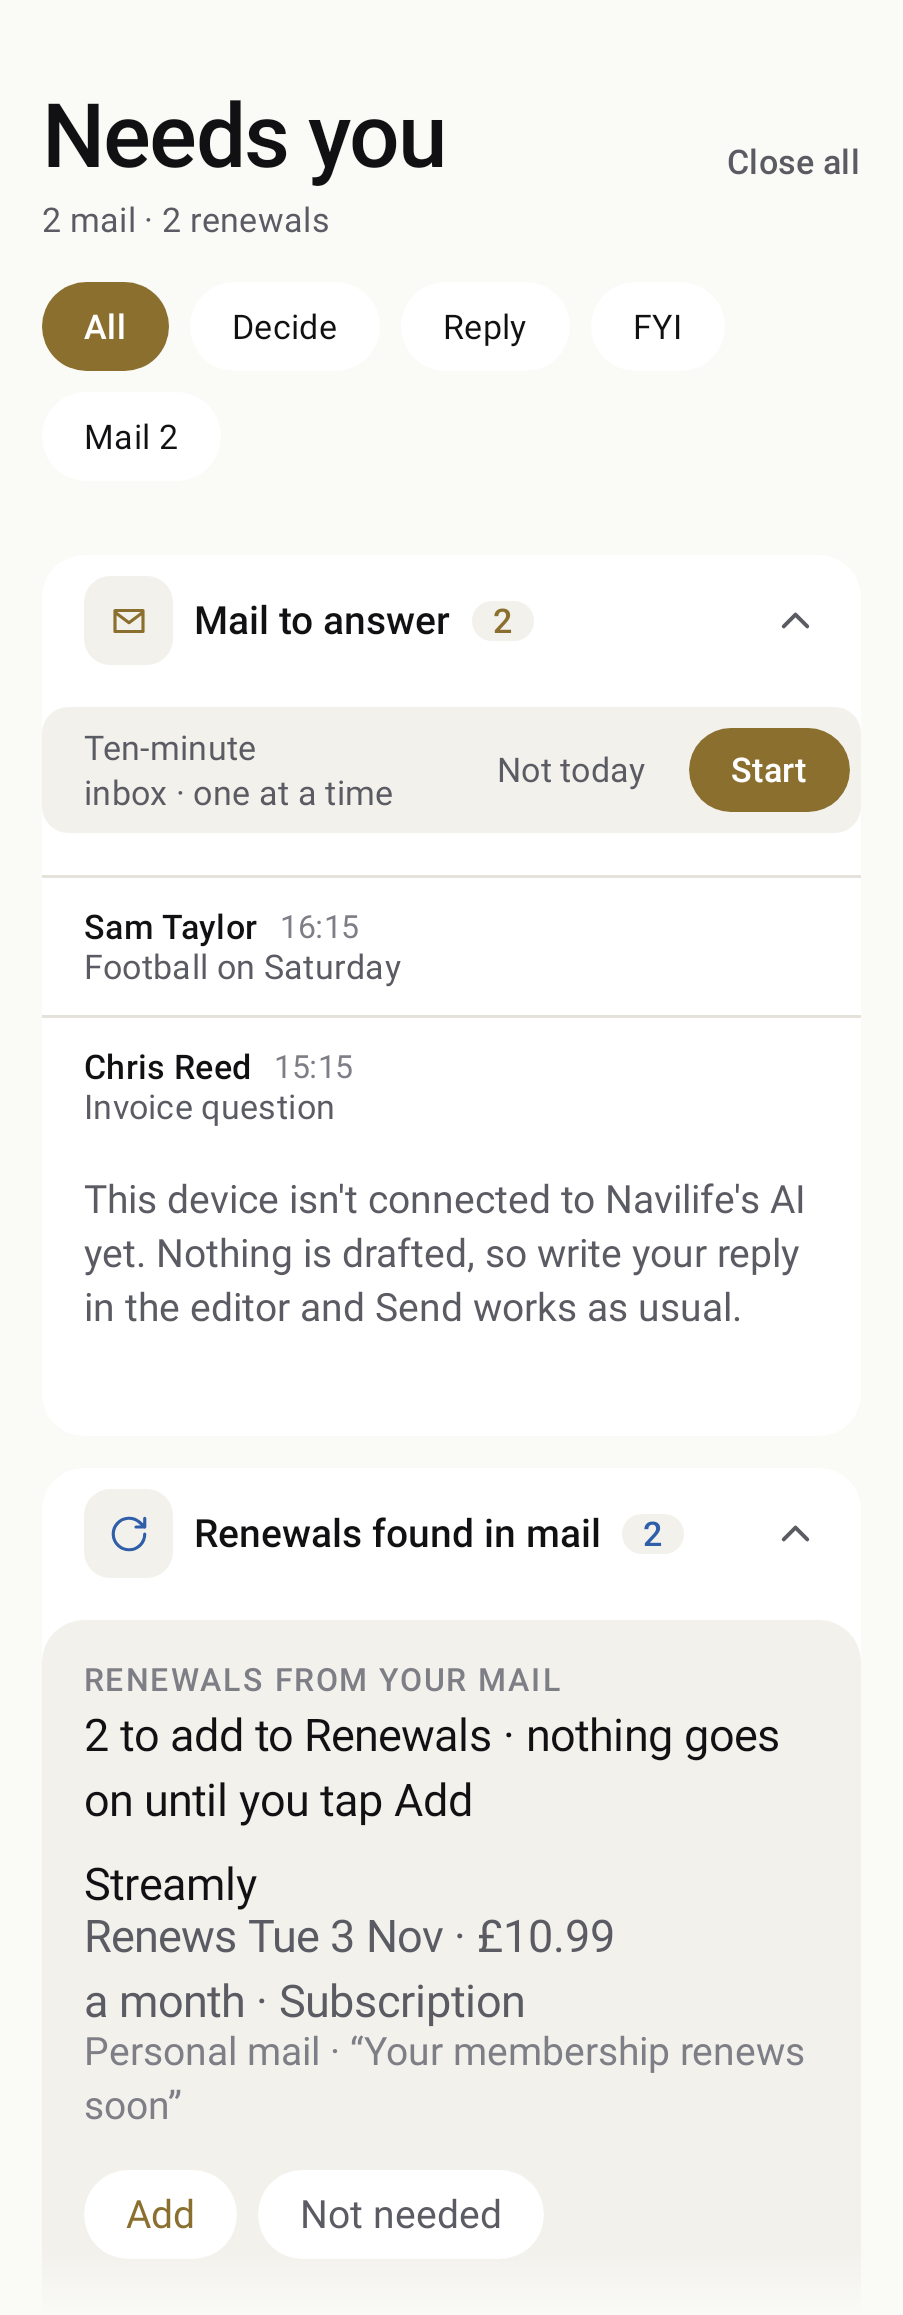 Needs you
Close all
2 mail · 2 renewals
All
Decide
Reply
FYI
Mail 2
Mail to answer 2
Ten-minute
inbox · one at a time
Not today
Start
Sam Taylor 16:15
Football on Saturday
Chris Reed 15:15
Invoice question
This device isn't connected to Navilife's AI
yet. Nothing is drafted, so write your reply
in the editor and Send works as usual.
Renewals found in mail 2
RENEWALS FROM YOUR MAIL
2 to add to Renewals · nothing goes
on until you tap Add
Streamly
Renews Tue 3 Nov · £10.99
a month · Subscription
Personal mail · “Your membership renews
soon”
Add
Not needed